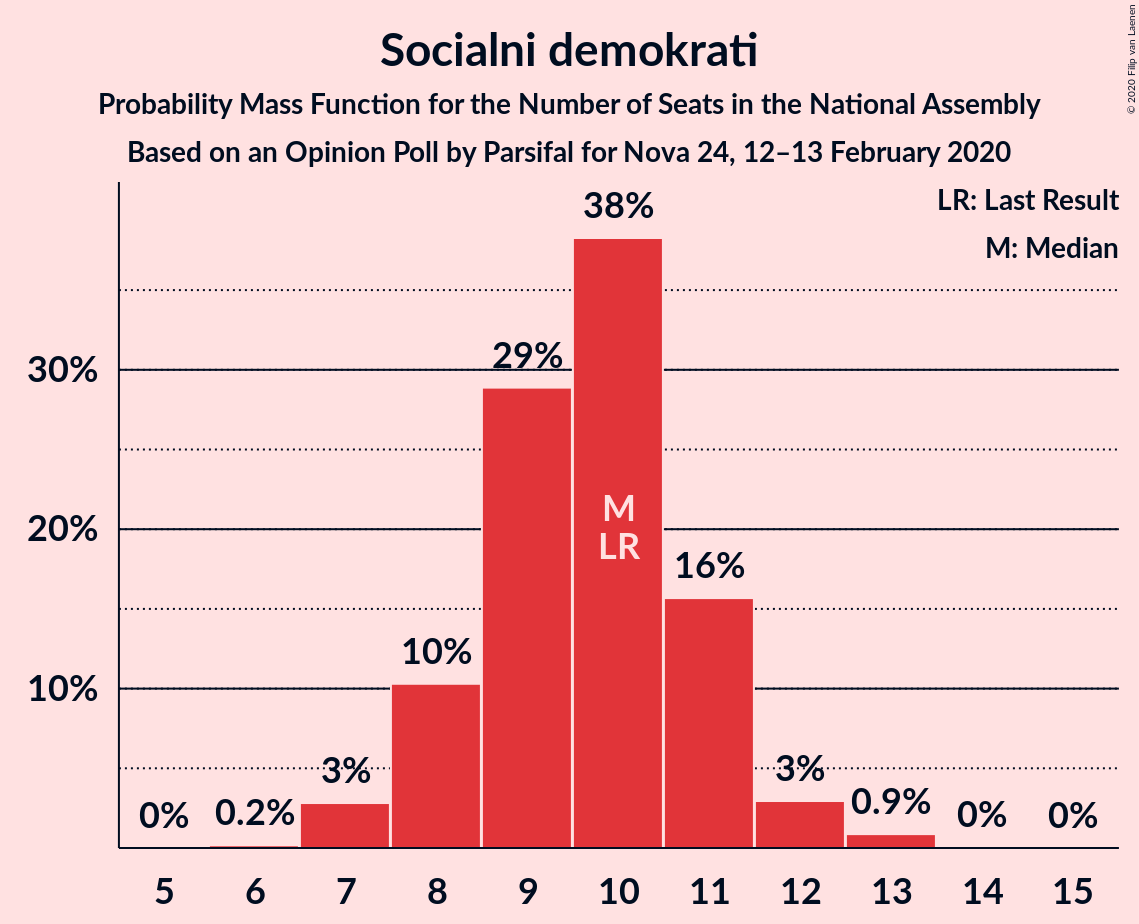 Socialni demokrati
Probability Mass Function for the Number of Seats in the National Assembly
Based on an Opinion Poll by Parsifal for Nova 24, 12–13 February 2020
© 2020 Filip van Laenen
LR: Last Result
M: Median
38%
29%
30%
M
LR
20%
16%
10%
10%
3%
3%
0%
0.2%
0.9%
0%
0%
5 6 7 8 9 10 11 12 13 14 15